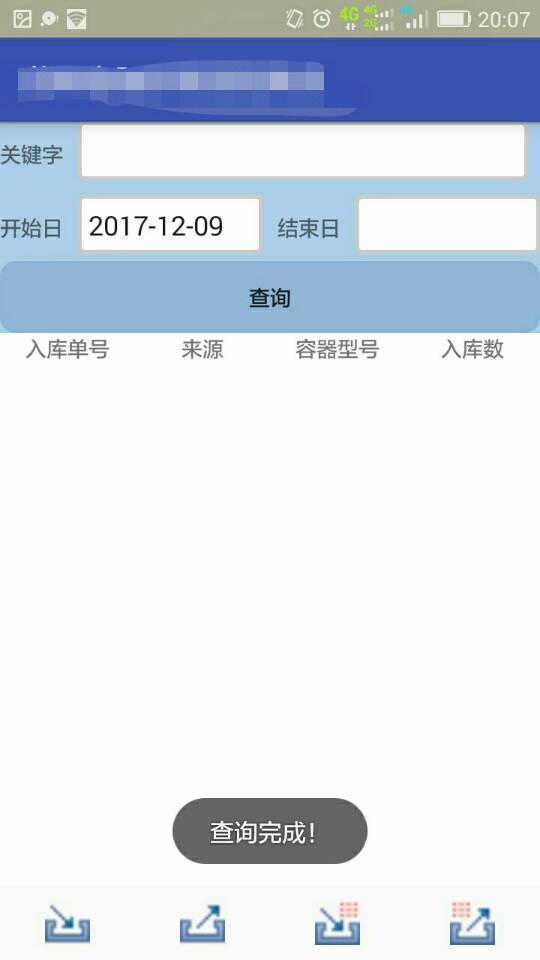 4G 4G 2G 20:07
关键字
开始日 2017-12-09 结束日
查询
入库单号 来源 容器型号 入库数
查询完成！